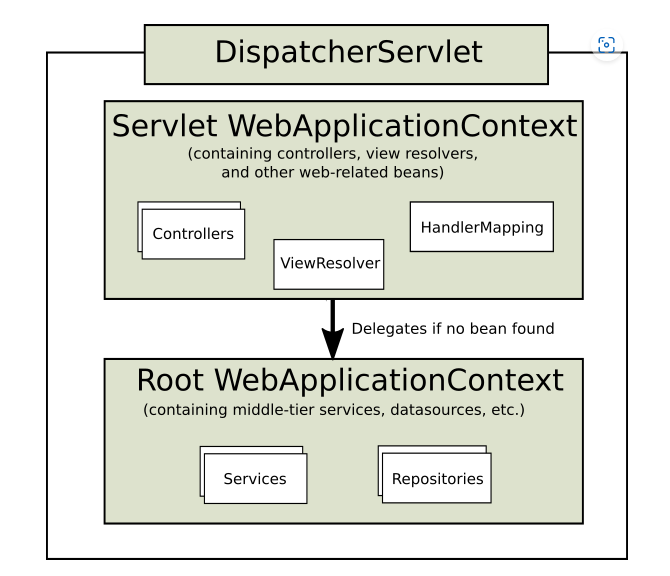 DispatcherServlet
Servlet WebApplicationContext
(containing controllers, view resolvers,
and other web-related beans)
Controllers
HandlerMapping
ViewResolver
Delegates if no bean found
Root WebApplicationContext
(containing middle-tier services, datasources, etc.)
Services
Repositories